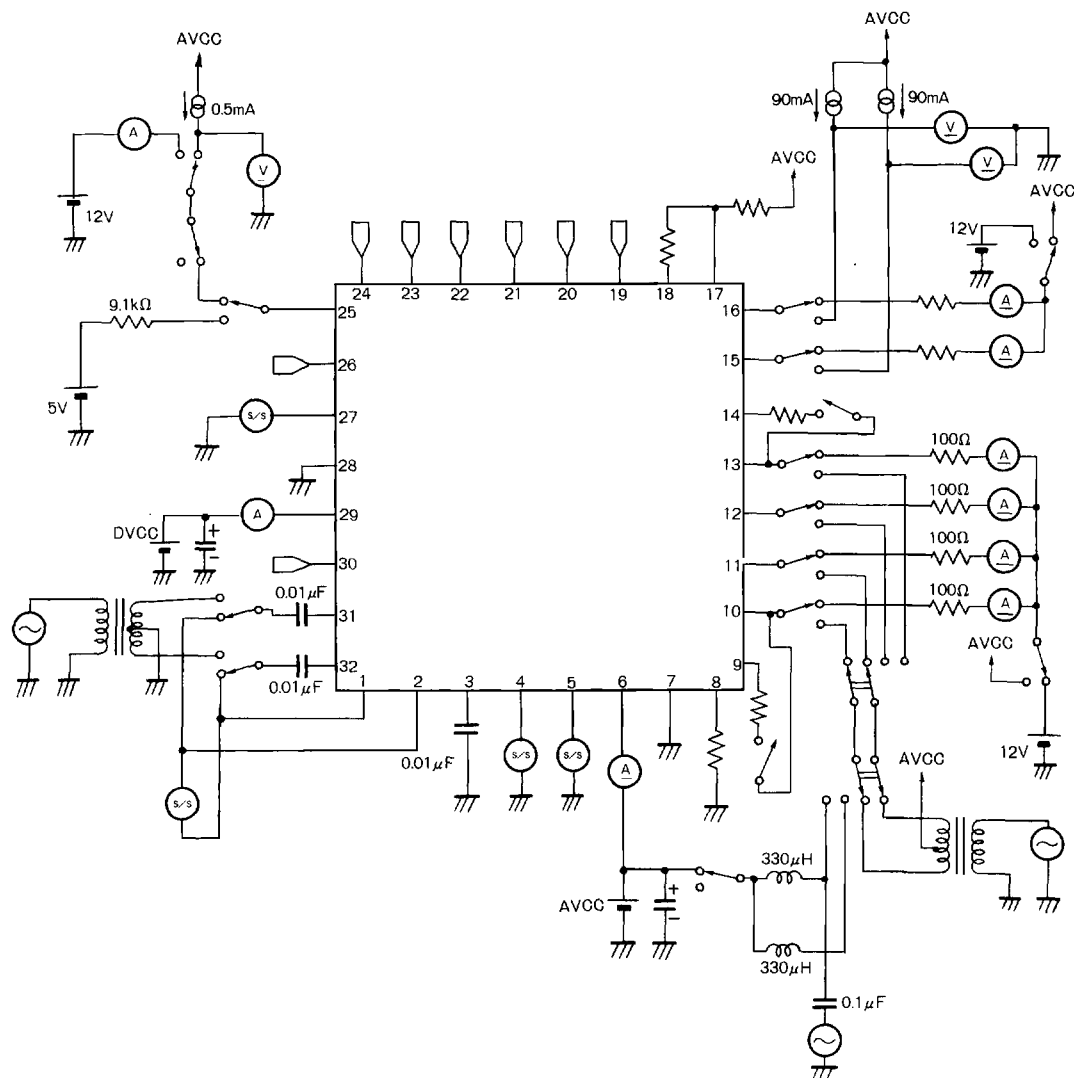 AVCC
AVCC
0.5mA
90mA
90mA
A
V
V
V
AVCC
AVCC
12V
12V
24
23
22
21
20
19
18
17
9.1kΩ
25
16
A
26
15
A
5V
S/S
27
14
28
13
100Ω
A
DVCC
+
-
A
29
12
100Ω
A
30
11
100Ω
A
0.01μF
31
10
100Ω
A
0.01μF
32
9
AVCC
1
2
3
4
5
6
7
8
0.01μF
S/S
S/S
A
12V
S/S
AVCC
AVCC
+
-
330μH
330μH
0.1μF